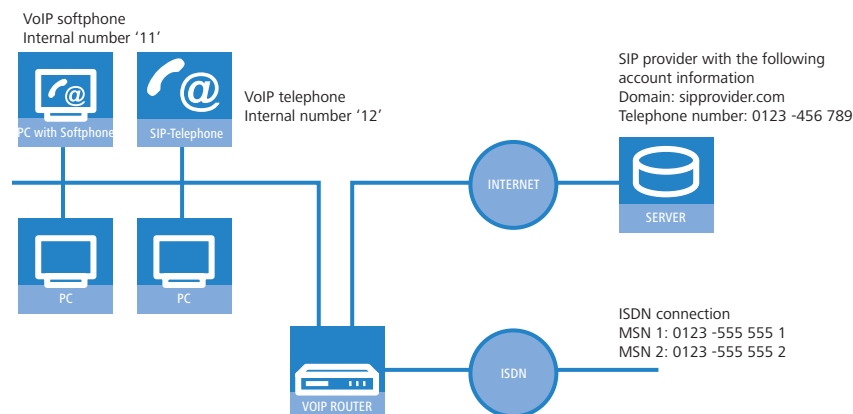 VoIP softphone
Internal number ‘11‘
PC with Softphone
SIP-Telephone
VoIP telephone
Internal number ‘12‘
SIP provider with the following
account information
Domain: sipprovider.com
Telephone number: 0123 -456 789
INTERNET
SERVER
PC
PC
ISDN connection
MSN 1: 0123 -555 555 1
MSN 2: 0123 -555 555 2
ISDN
VOIP ROUTER